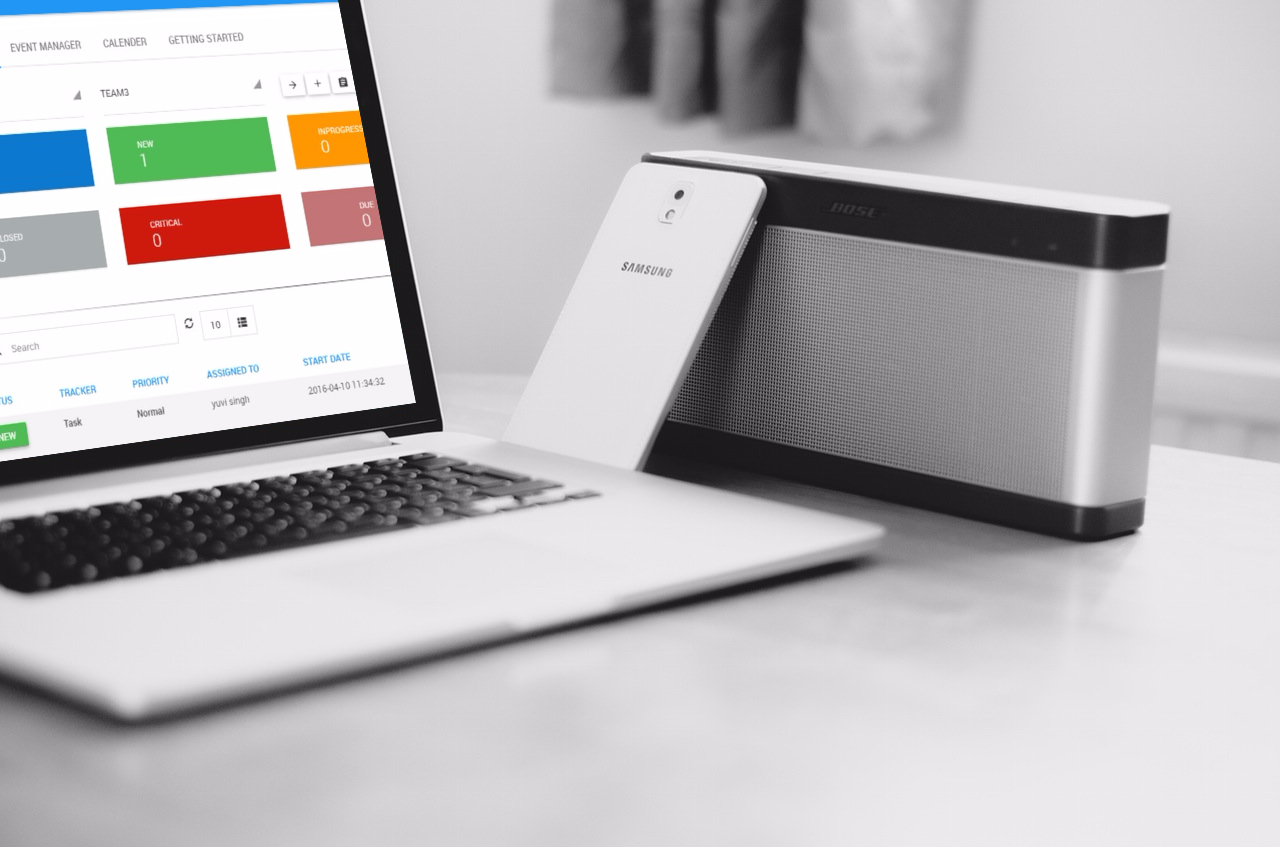 EVENT MANAGER CALENDER GETTING STARTED
TEAM3
NEW
1
INPROGRESS
0
LOSED
0
CRITICAL
0
DUE
0
Search
10
TUS TRACKER PRIORITY ASSIGNED TO START DATE
NEW Task Normal yuvi singh 2016-04-10 11:34:32
SAMSUNG
BOSE